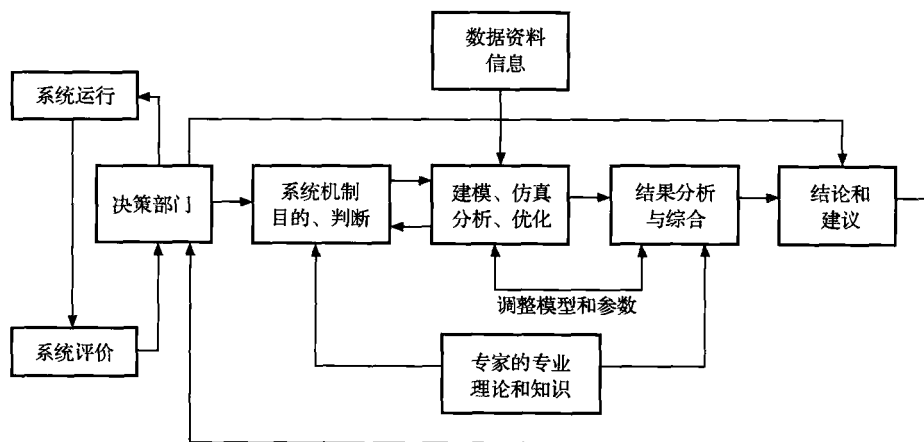 数据资料
信息
系统运行
决策部门
系统机制
目的、判断
建模、仿真
分析、优化
结果分析
与综合
结论和
建议
调整模型和参数
系统评价
专家的专业
理论和知识